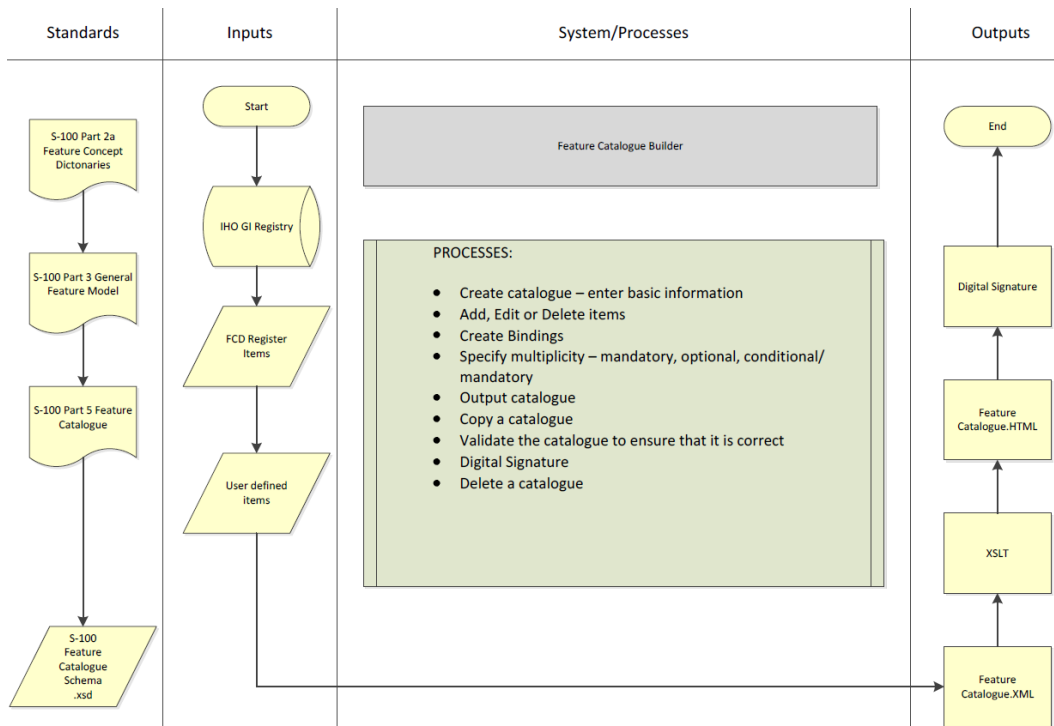 Standards
Inputs
System/Processes
Outputs
S-100 Part 2a
Feature Concept
Dictonaries
S-100 Part 3 General
Feature Model
S-100 Part 5 Feature
Catalogue
S-100
Feature
Catalogue
Schema
.xsd
Start
IHO GI Registry
FCD Register
Items
User defined
items
Feature Catalogue Builder
PROCESSES:
● Create catalogue – enter basic information
● Add, Edit or Delete items
● Create Bindings
● Specify multiplicity – mandatory, optional, conditional/
mandatory
● Output catalogue
● Copy a catalogue
● Validate the catalogue to ensure that it is correct
● Digital Signature
● Delete a catalogue
End
Digital Signature
Feature
Catalogue.HTML
XSLT
Feature
Catalogue.XML